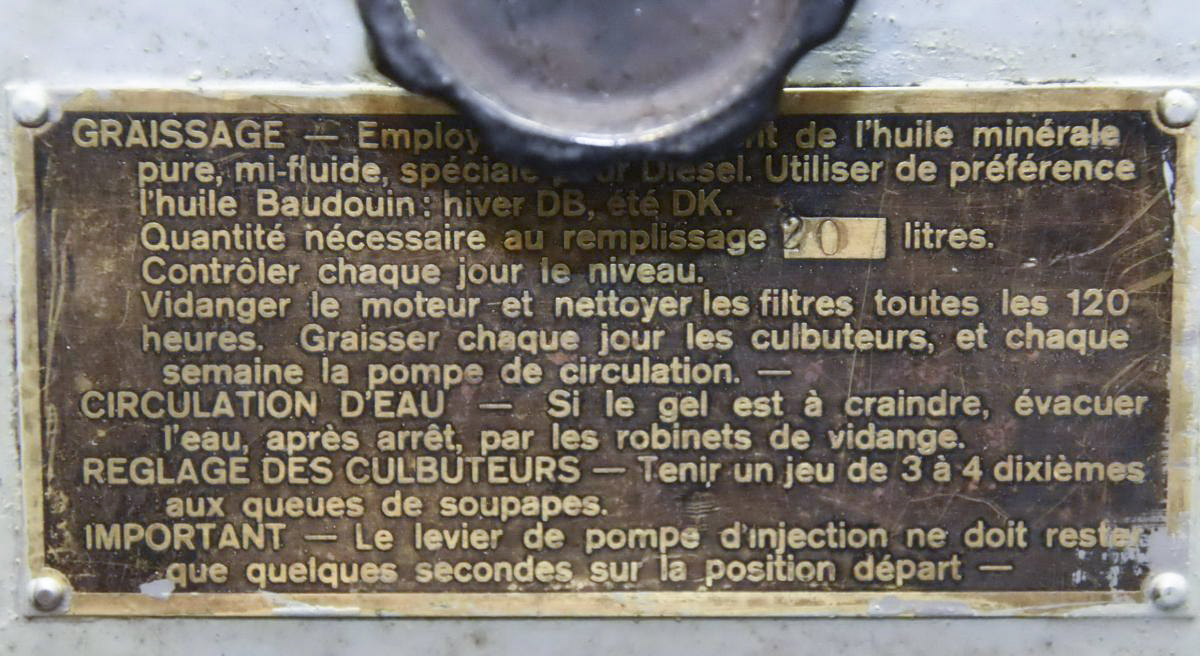 GRAISSAGE — Employ nt de l'huile minérale
pure, mi-fluide, spéciale pour Diesel. Utiliser de préférence
l'huile Baudouin : hiver DB, été DK.
Quantité nécessaire au remplissage 20 litres.
Contrôler chaque jour le niveau.
Vidanger le moteur et nettoyer les filtres toutes les 120
heures. Graisser chaque jour les culbuteurs, et chaque
semaine la pompe de circulation. —
CIRCULATION D'EAU — Si le gel est à craindre, évacuer
l'eau, après arrêt, par les robinets de vidange.
REGLAGE DES CULBUTEURS — Tenir un jeu de 3 à 4 dixièmes
aux queues de soupapes.
IMPORTANT — Le levier de pompe d'injection ne doit rester
que quelques secondes sur la position départ —